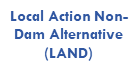 Local Action Non-
Dam Alternative
(LAND)